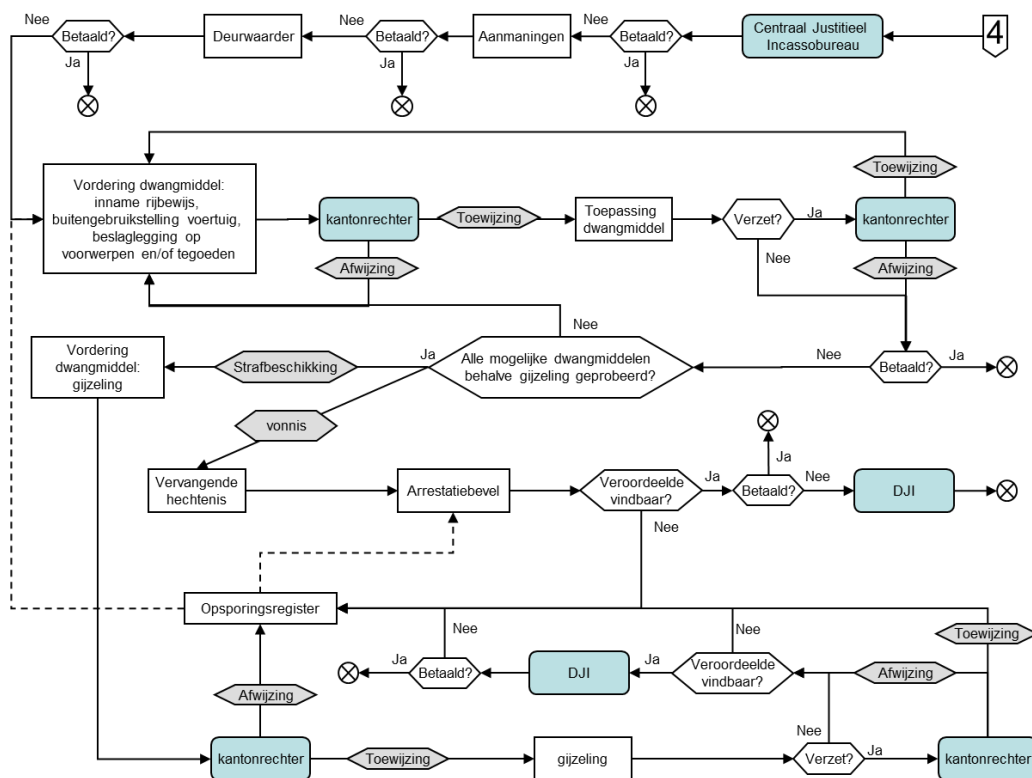 Nee
Betaald?
Ja
Deurwaarder
Nee
Betaald?
Ja
Aanmaningen
Nee
Betaald?
Ja
Centraal Justitieel
Incassobureau
4
Toewijzing
Vordering dwangmiddel:
inname rijbewijs,
buitengebruikstelling voertuig,
beslaglegging op
voorwerpen en/of tegoeden
kantonrechter
Toewijzing
Toepassing
dwangmiddel
Verzet?
Ja
kantonrechter
Afwijzing
Nee
Afwijzing
Nee
Vordering
dwangmiddel:
gijzeling
Strafbeschikking
Ja
Alle mogelijke dwangmiddelen
behalve gijzeling geprobeerd?
Nee
Betaald?
Ja
vonnis
Vervangende
hechtenis
Arrestatiebevel
Veroordeelde
vindbaar?
Ja
Betaald?
Ja
Nee
DJI
Nee
Opsporingsregister
Nee
Nee
Toewijzing
Ja
Betaald?
DJI
Ja
Veroordeelde
vindbaar?
Afwijzing
Afwijzing
Nee
kantonrechter
Toewijzing
gijzeling
Verzet?
Ja
kantonrechter